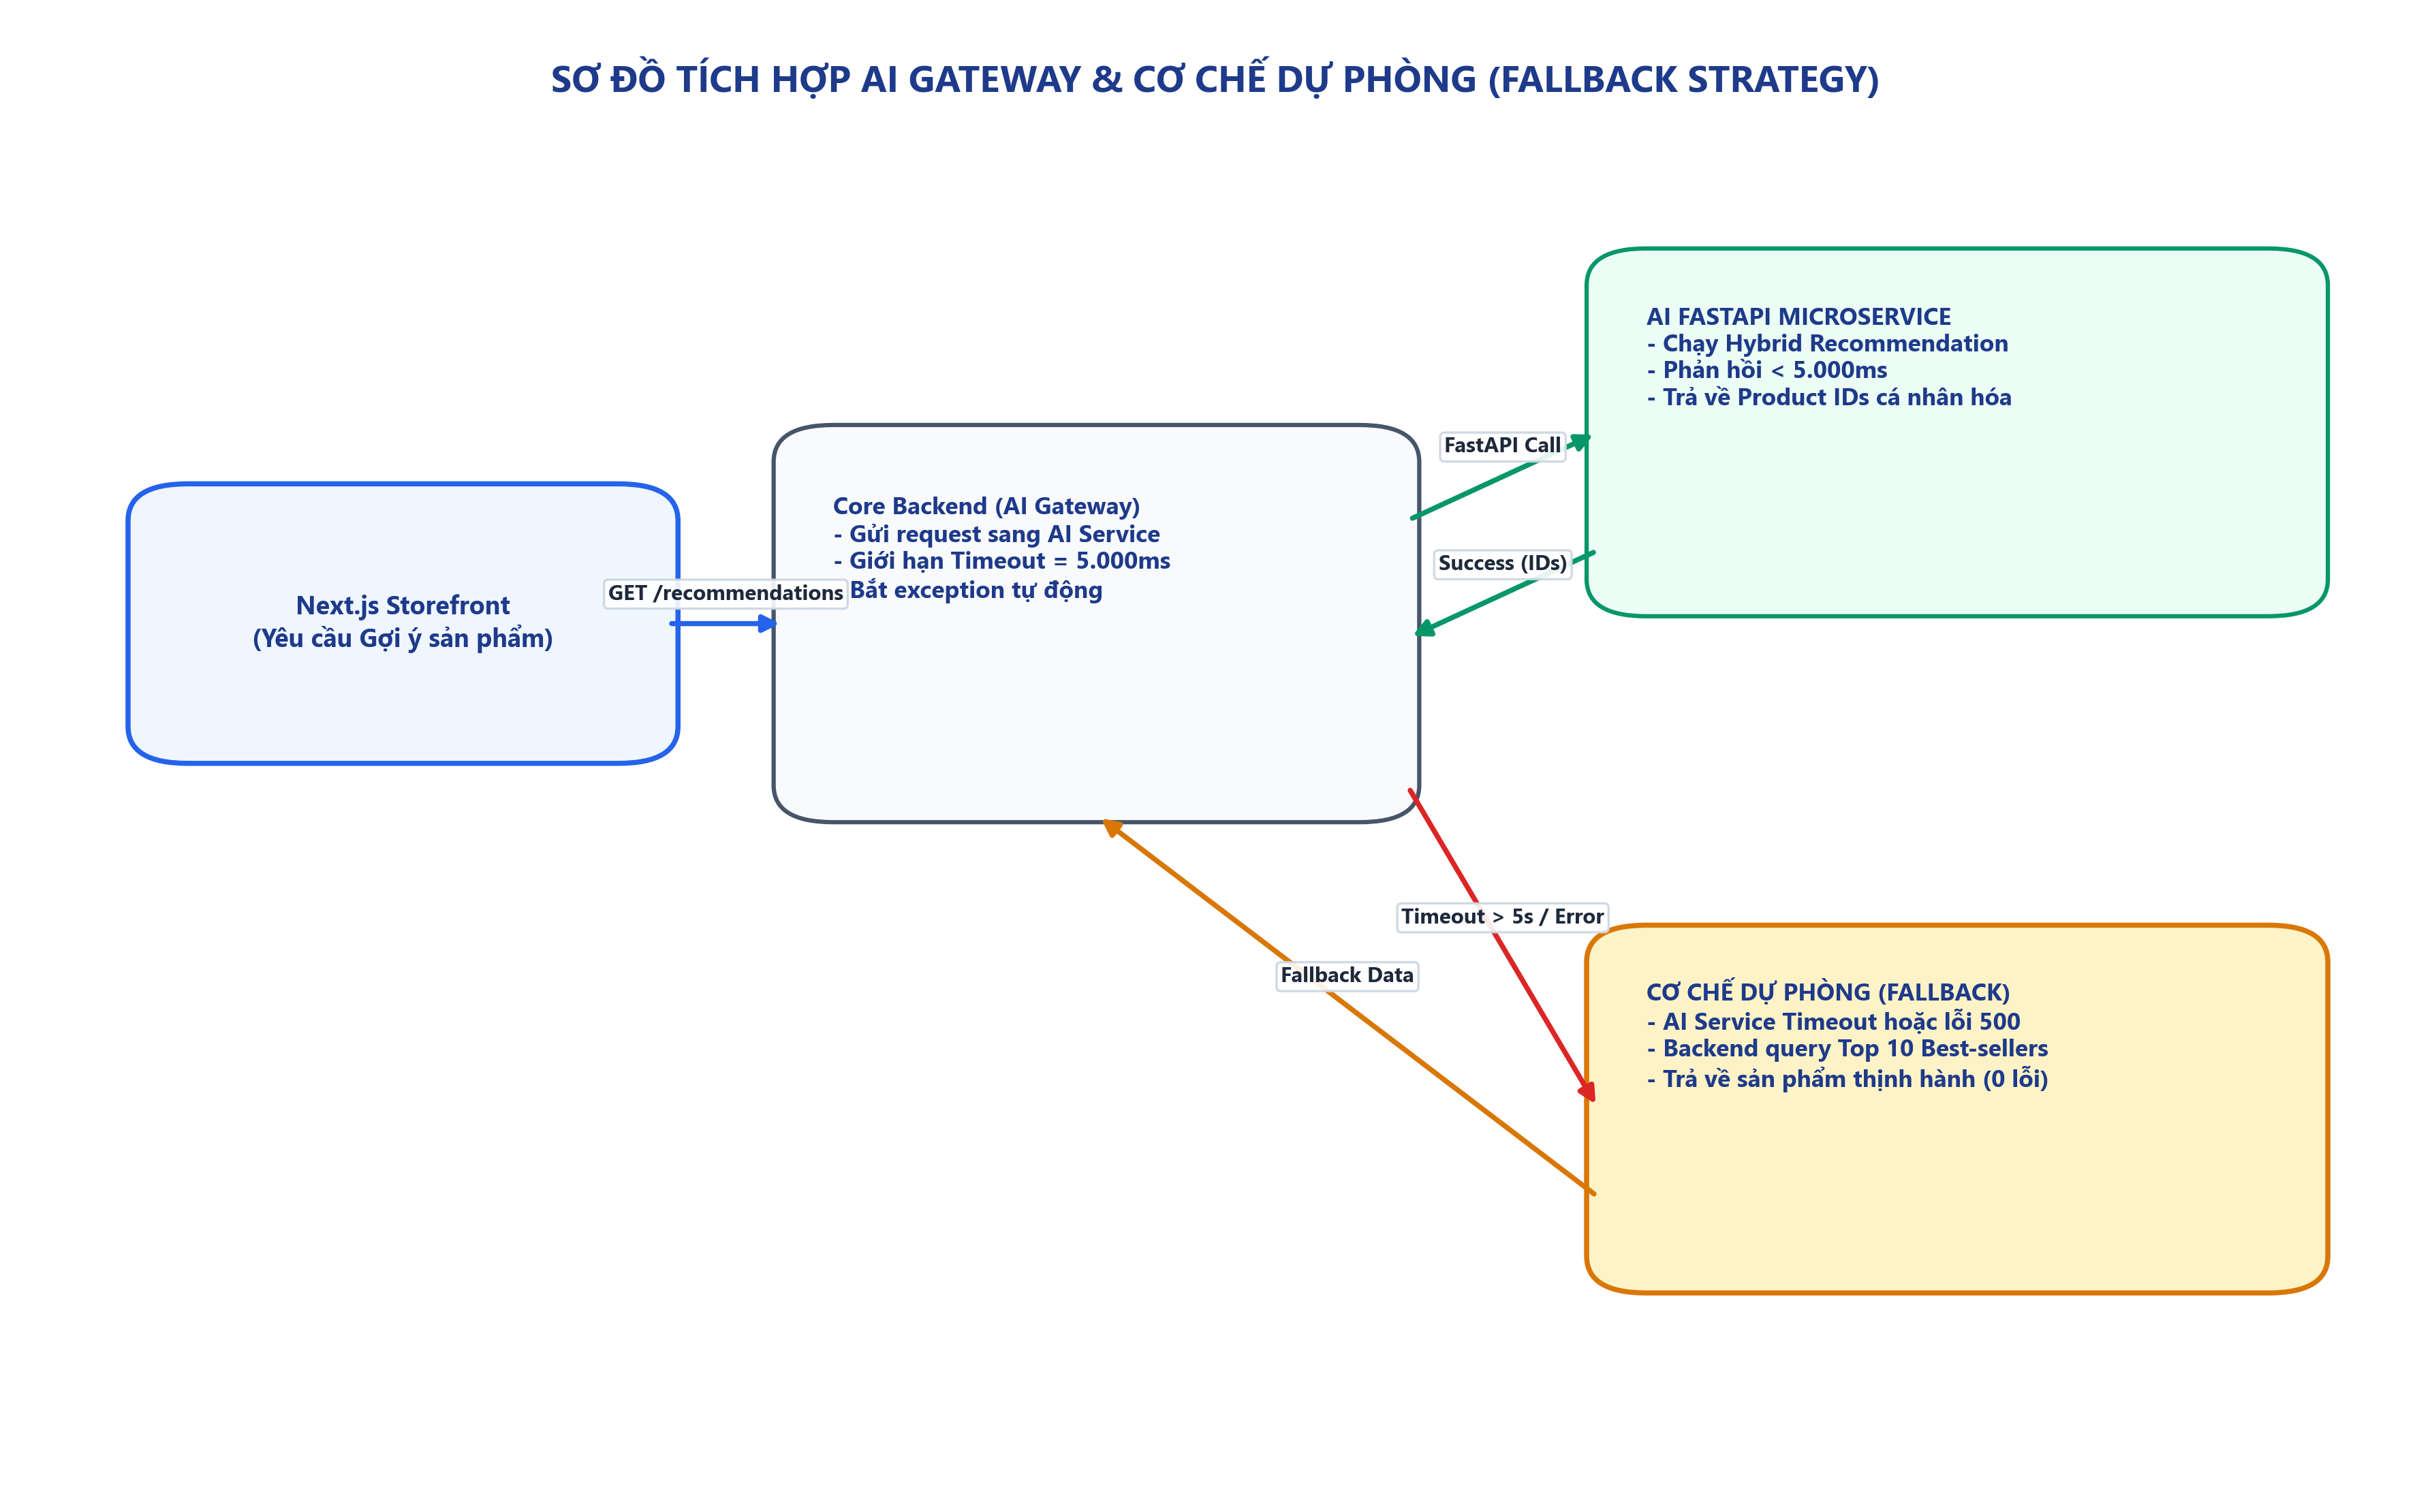 SƠ ĐỒ TÍCH HỢP AI GATEWAY & CƠ CHẾ DỰ PHÒNG (FALLBACK STRATEGY)
Next.js Storefront
(Yêu cầu Gợi ý sản phẩm)
GET /recommendations
Core Backend (AI Gateway)
- Gửi request sang AI Service
- Giới hạn Timeout = 5.000ms
Bắt exception tự động
FastAPI Call
Success (IDs)
AI FASTAPI MICROSERVICE
- Chạy Hybrid Recommendation
- Phản hồi < 5.000ms
- Trả về Product IDs cá nhân hóa
Timeout > 5s / Error
Fallback Data
CƠ CHẾ DỰ PHÒNG (FALLBACK)
- AI Service Timeout hoặc lỗi 500
- Backend query Top 10 Best-sellers
- Trả về sản phẩm thịnh hành (0 lỗi)